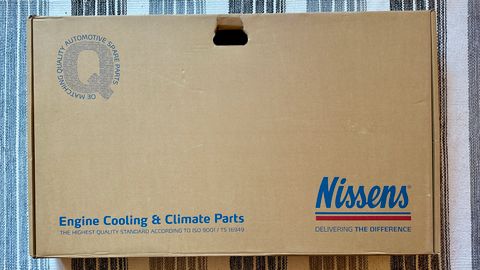 OE MATCHING QUALITY AUTOMOTIVE SPARE PARTS
Q
Engine Cooling & Climate Parts
THE HIGHEST QUALITY STANDARD ACCORDING TO ISO 9001 / TS 16949
Nissens®
DELIVERING THE DIFFERENCE